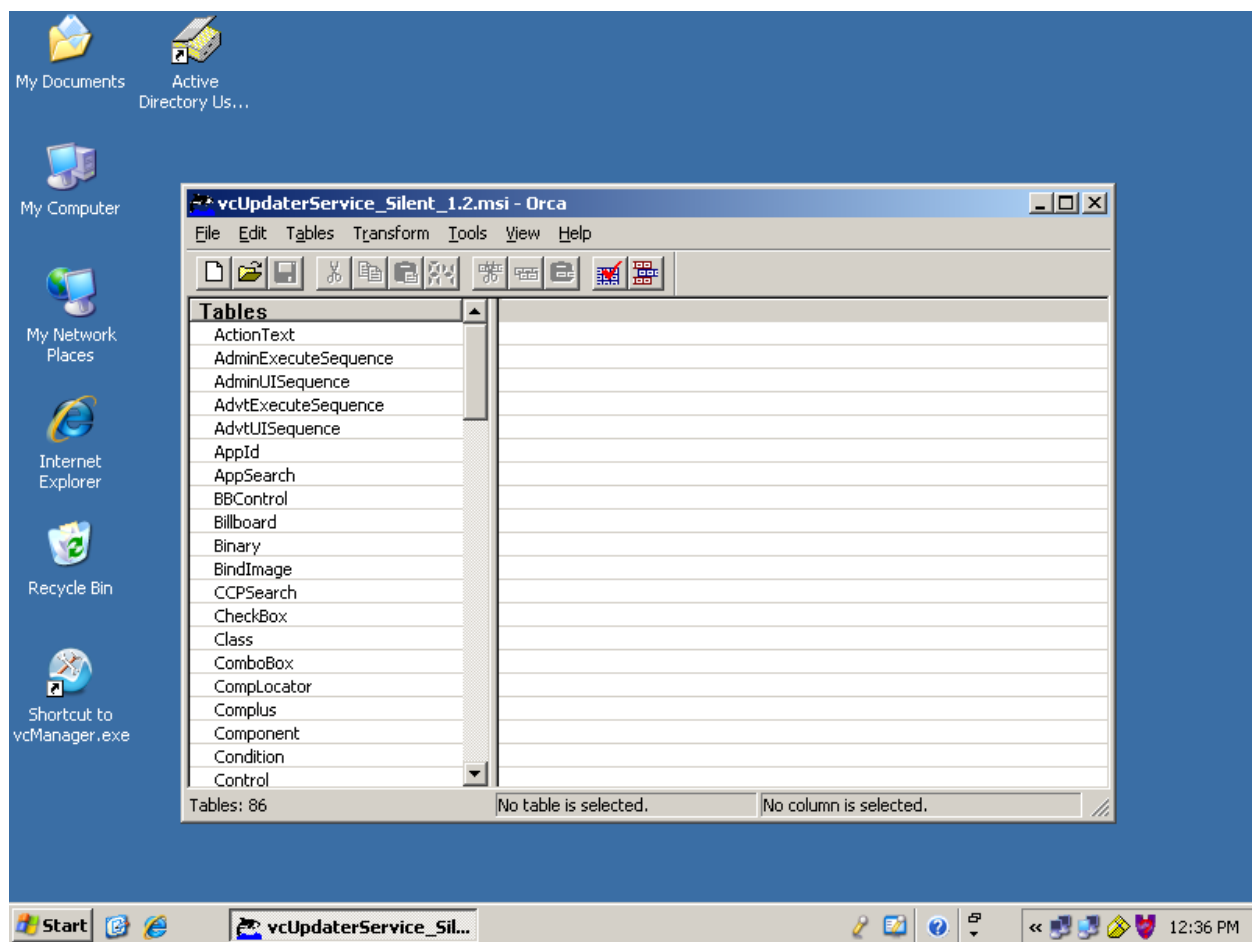 My Documents
Active
Directory Us...
My Computer
My Network
Places
Internet
Explorer
Recycle Bin
Shortcut to
vcManager.exe
vcUpdaterService_Silent_1.2.msi - Orca
File Edit Tables Transform Tools View Help
Tables
ActionText
AdminExecuteSequence
AdminUISequence
AdvtExecuteSequence
AdvtUISequence
AppId
AppSearch
BBControl
Billboard
Binary
BindImage
CCPSearch
CheckBox
Class
ComboBox
CompLocator
Complus
Component
Condition
Control
Tables: 86 No table is selected. No column is selected.
Start vcUpdaterService_Sil... 12:36 PM